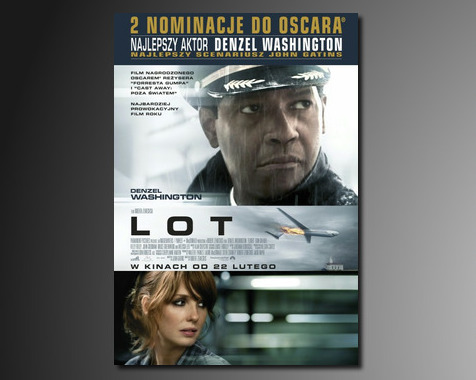 2 NOMINACJE DO OSCARA®
NAJLEPSZY AKTOR DENZEL WASHINGTON
NAJLEPSZY SCENARIUSZ JOHN GATINS
FILM NAGRODZONEGO
OSCAREM® REŻYSERA
"FORRESTA GUMPA"
I "CAST AWAY:
POZA ŚWIATEM"
NAJBARDZIEJ
PROWOKACYJNY
FILM ROKU
DENZEL
WASHINGTON
LOT
W KINACH OD 22 LUTEGO